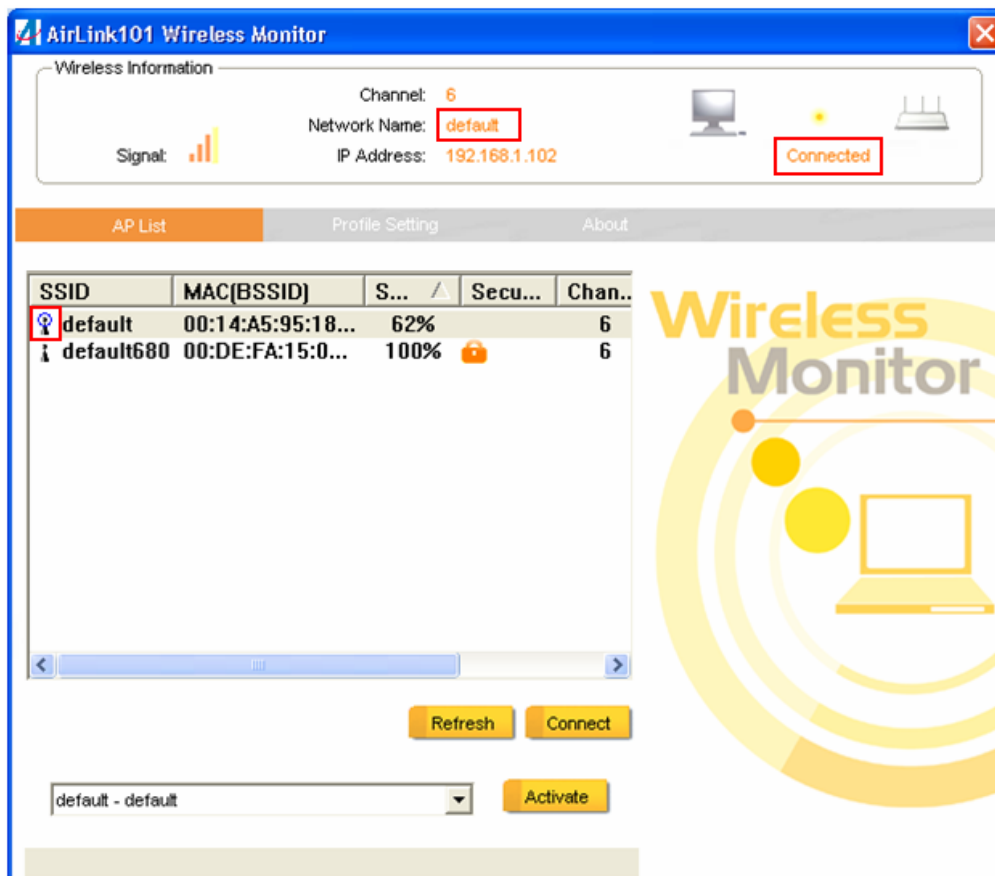 AirLink101 Wireless Monitor
Wireless Information
Channel: 6
Network Name: default
Signal: IP Address: 192.168.1.102
Connected
AP List Profile Setting About
SSID MAC(BSSID) S... Secu... Chan..
default 00:14:A5:95:18... 62% 6
default680 00:DE:FA:15:0... 100% 6
Wireless
Monitor
Refresh Connect
default - default Activate